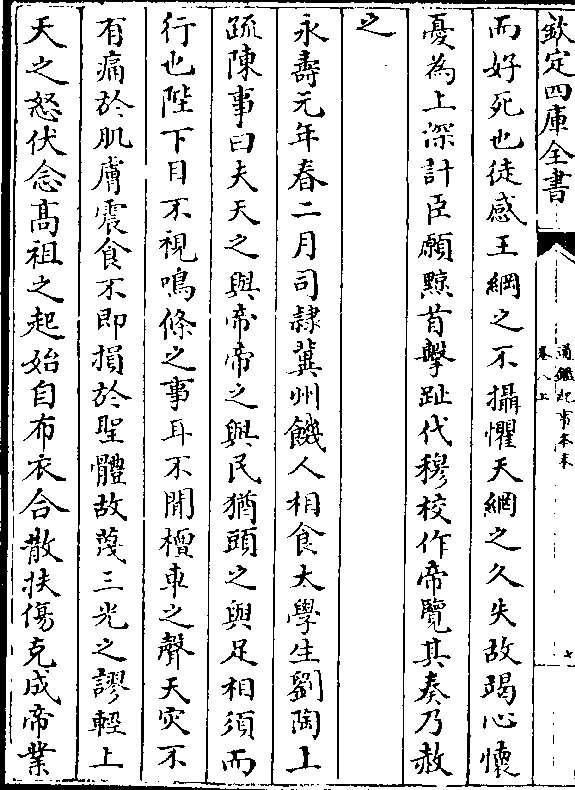 欽定四庫全書
通鑑紀事本末
卷八上
七
而好死也徒感王綱之不攝懼天網之久失故竭心懷
憂為上深計臣願黥首擊趾代穆校作帝覽其奏乃赦
之
永壽元年春二月司隷冀州饑人相食太學生劉陶上
疏陳事曰夫天之與帝帝之與民猶頭之與足相須而
行也陛下目不視鳴條之事耳不聞檀車之聲天災不
有痛於肌膚震食不即損於聖體故蔑三光之謬輕上
天之怒伏念髙祖之起始自布衣合散扶傷克成帝業